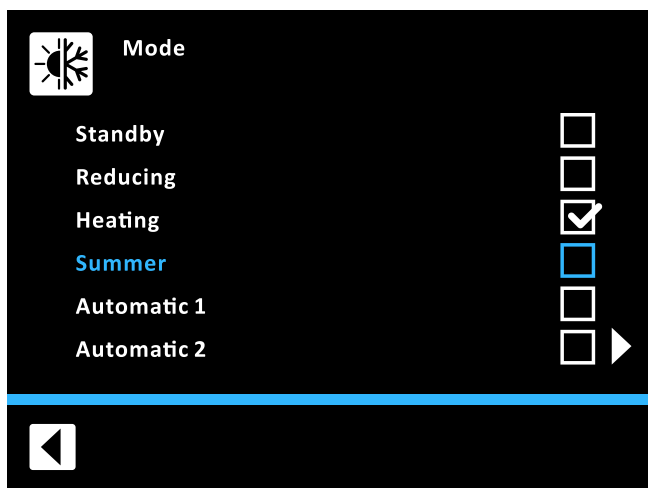 Mode
Standby
Reducing
Heating
Summer
Automatic 1
Automatic 2